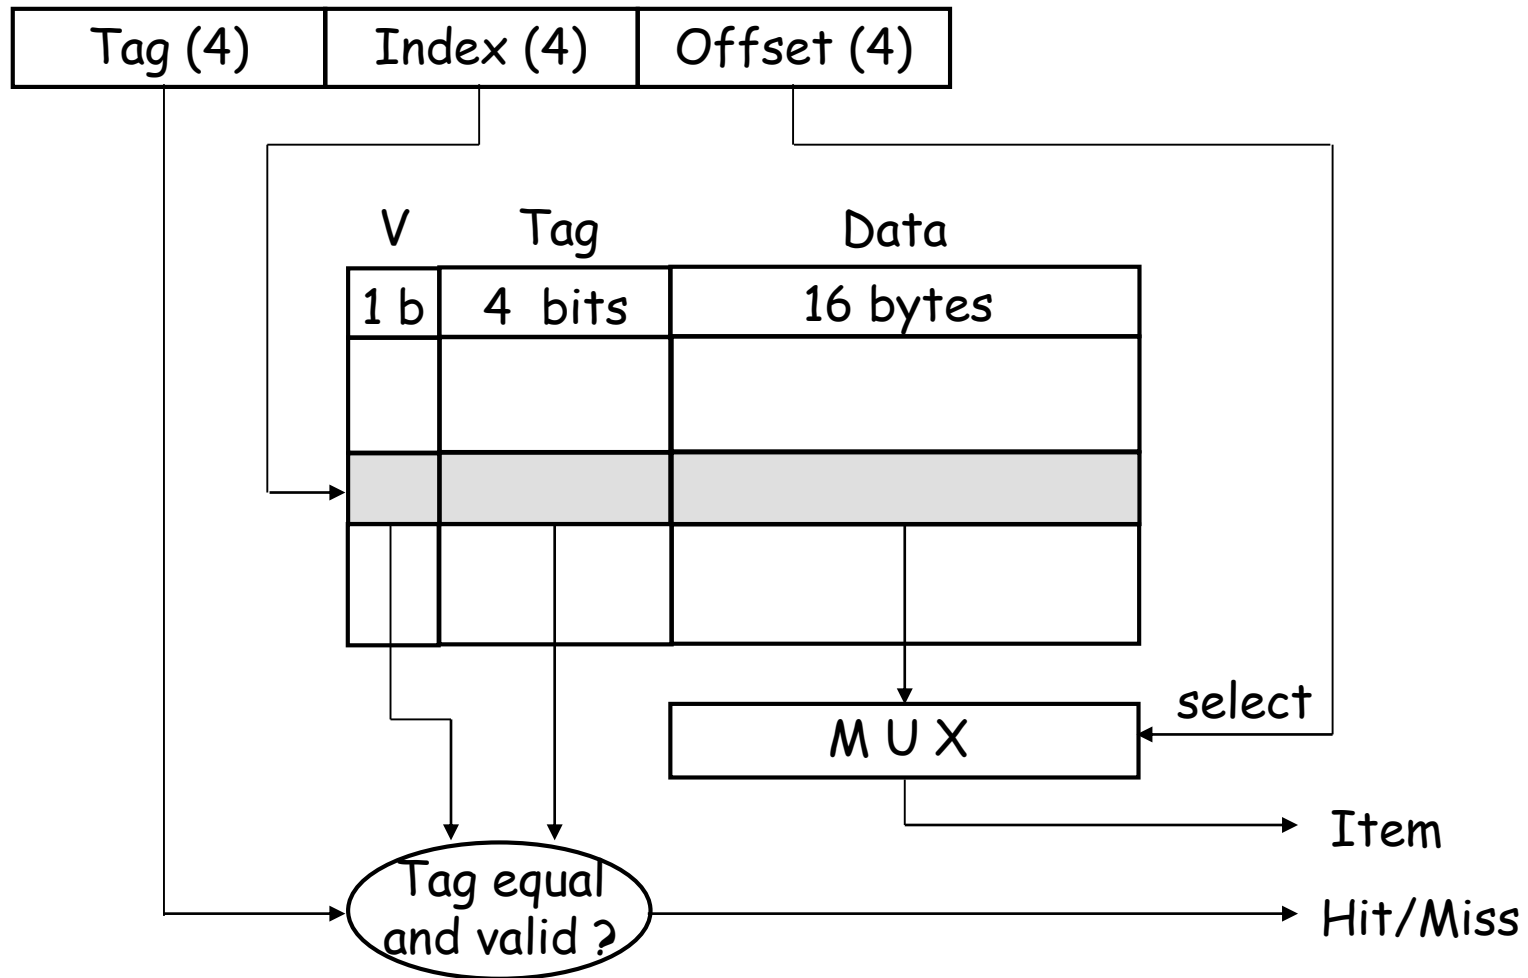 Tag (4) Index (4) Offset (4)
V Tag Data
1 b 4 bits 16 bytes
select
M U X
Item
Tag equal
and valid ?
Hit/Miss